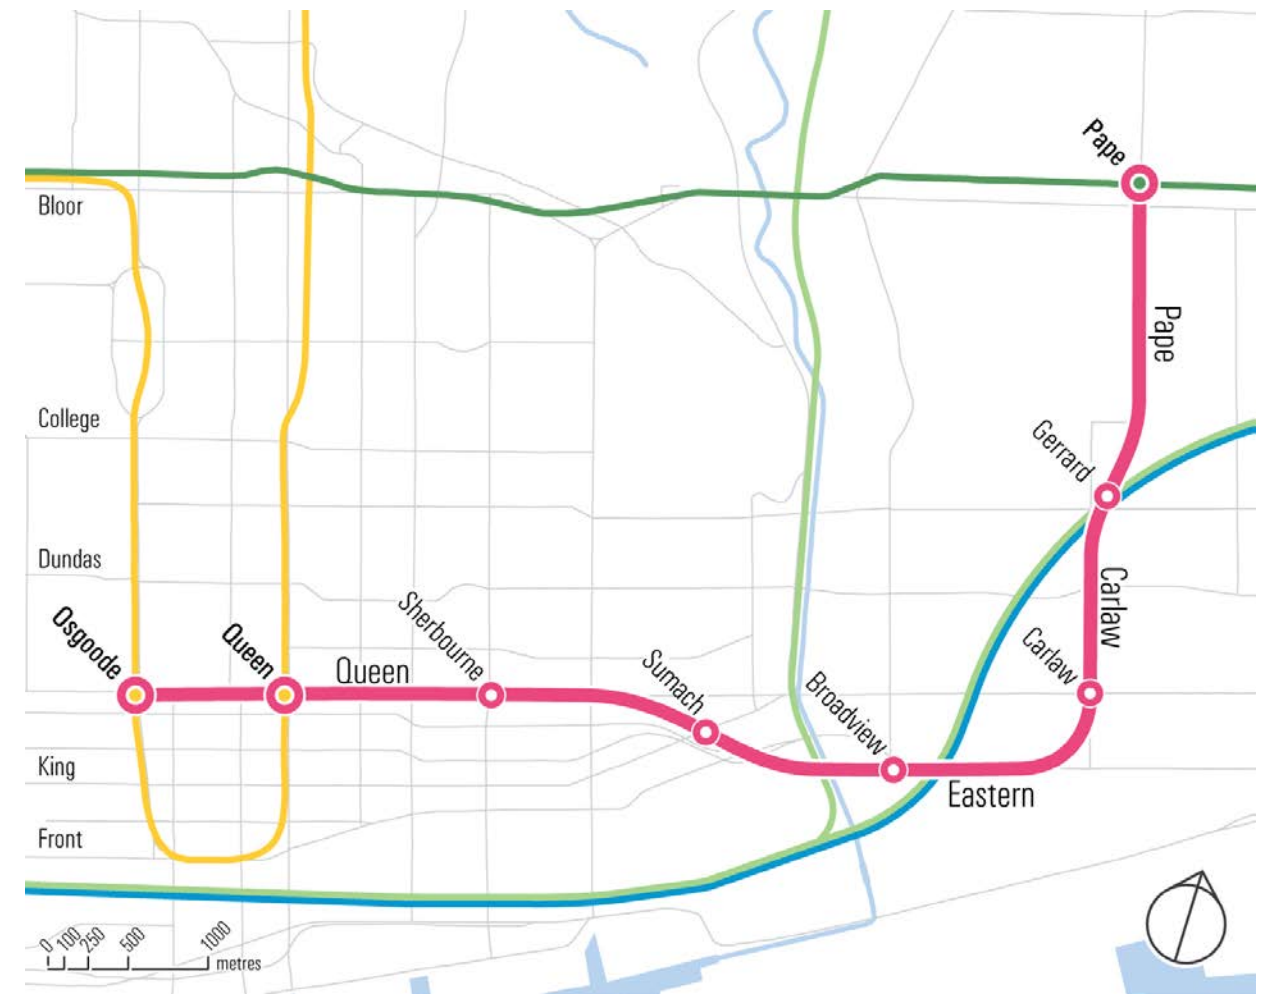 Pape
Bloor
Pape
College
Gerrard
Dundas
Carlaw
Osgoode
Queen
Queen
Sherbourne
Sumach
Broadview
Carlaw
King
Eastern
Front
0 100 250 500 1000
metres